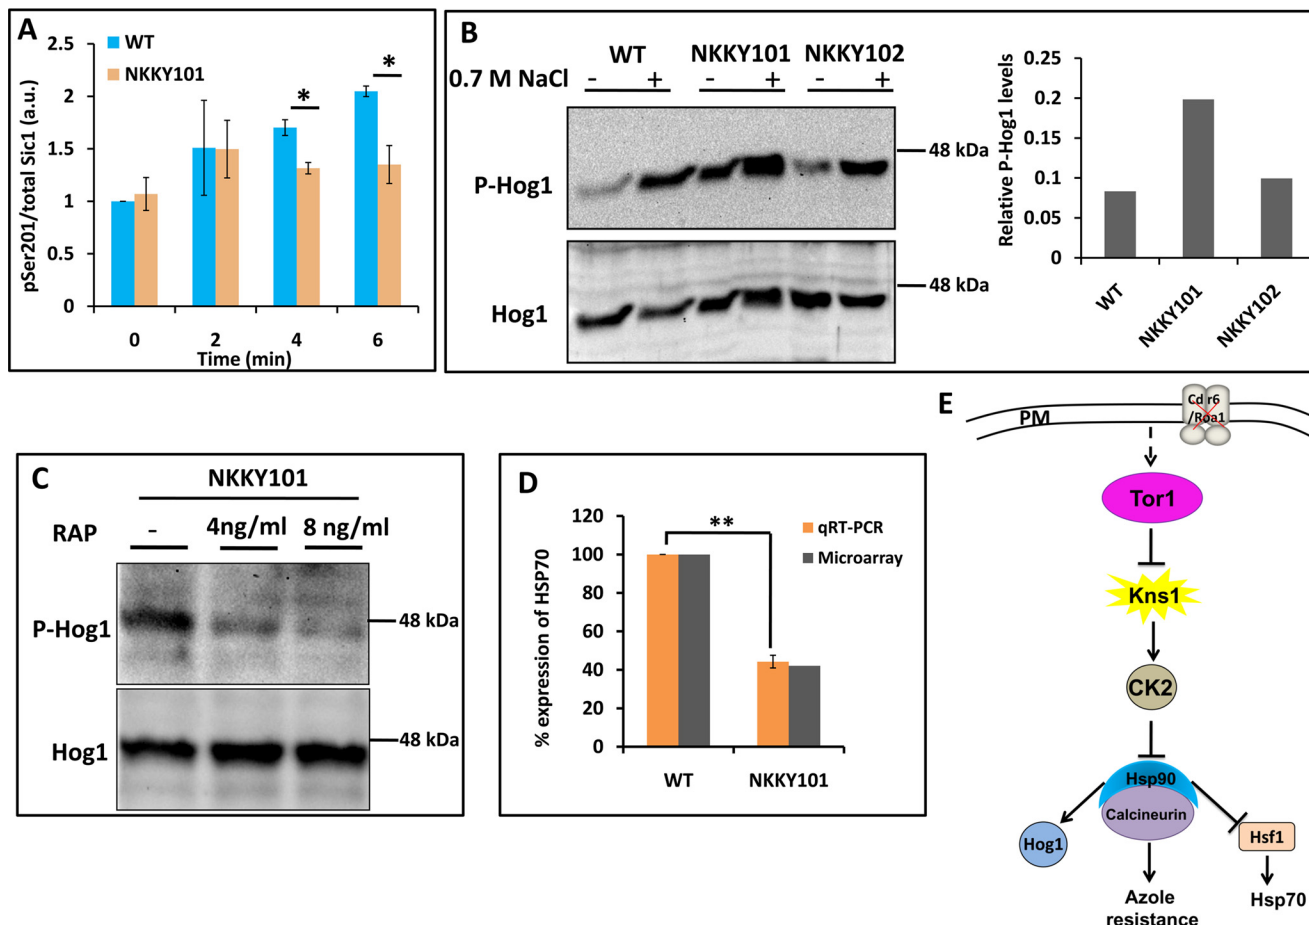 A
pSer201/total Sic1 (a.u.)
2.5
2
1.5
1
0.5
0
WT
NKKY101
*
*
0 2 4 6
Time (min)
B
WT NKKY101 NKKY102
0.7 M NaCl - + - + - +
48 kDa
P-Hog1
48 kDa
Hog1
Relative P-Hog1 levels
0.25
0.2
0.15
0.1
0.05
0
WT
NKKY101
NKKY102
C
NKKY101
RAP - 4ng/ml 8 ng/ml
48 kDa
P-Hog1
48 kDa
Hog1
D
% expression of HSP70
120
100
80
60
40
20
0
**
qRT-PCR
Microarray
WT NKKY101
E
PM
Cdr6
/Roa1
Tor1
Kns1
CK2
Hsp90
Calcineurin
Hog1
Hsf1
Azole
resistance
Hsp70